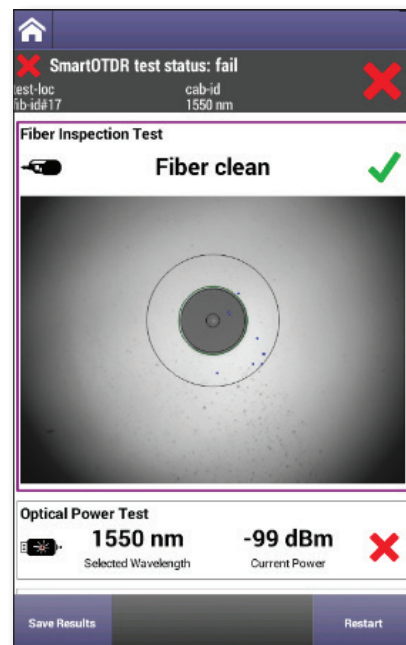 SmartOTDR test status: fail
test-loc cab-id
fib-id#17 1550 nm
Fiber Inspection Test
Fiber clean
Optical Power Test
1550 nm -99 dBm
Selected Wavelength Current Power
Save Results Restart